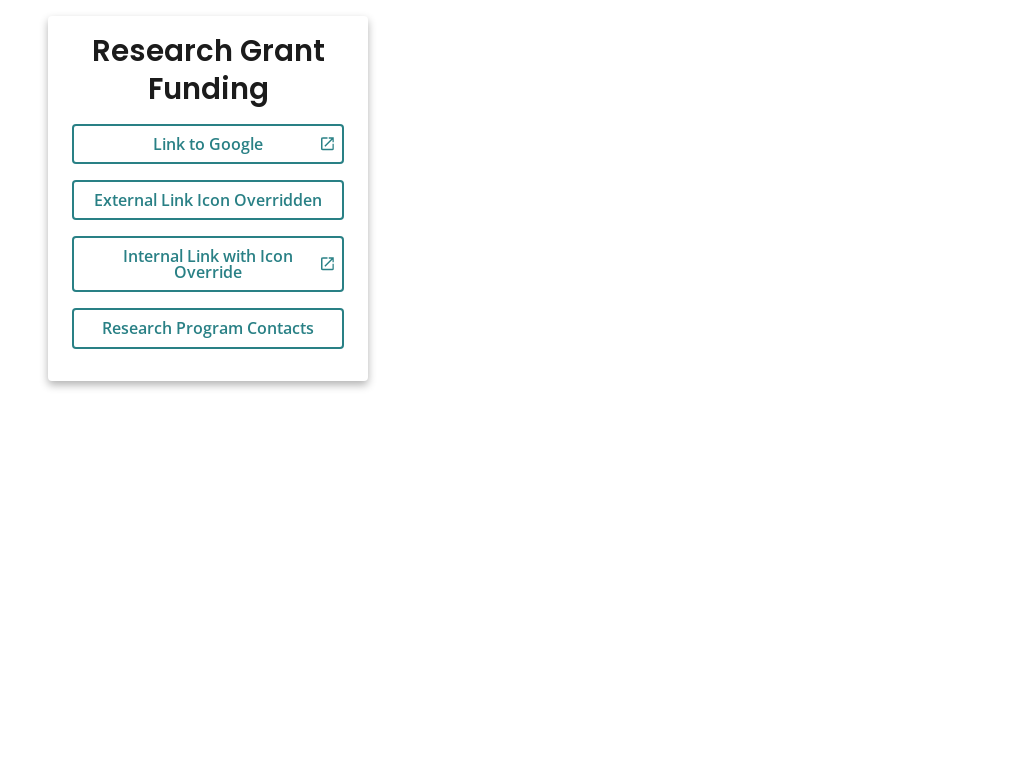 Research Grant
Funding
Link to Google
External Link Icon Overridden
Internal Link with Icon
Override
Research Program Contacts